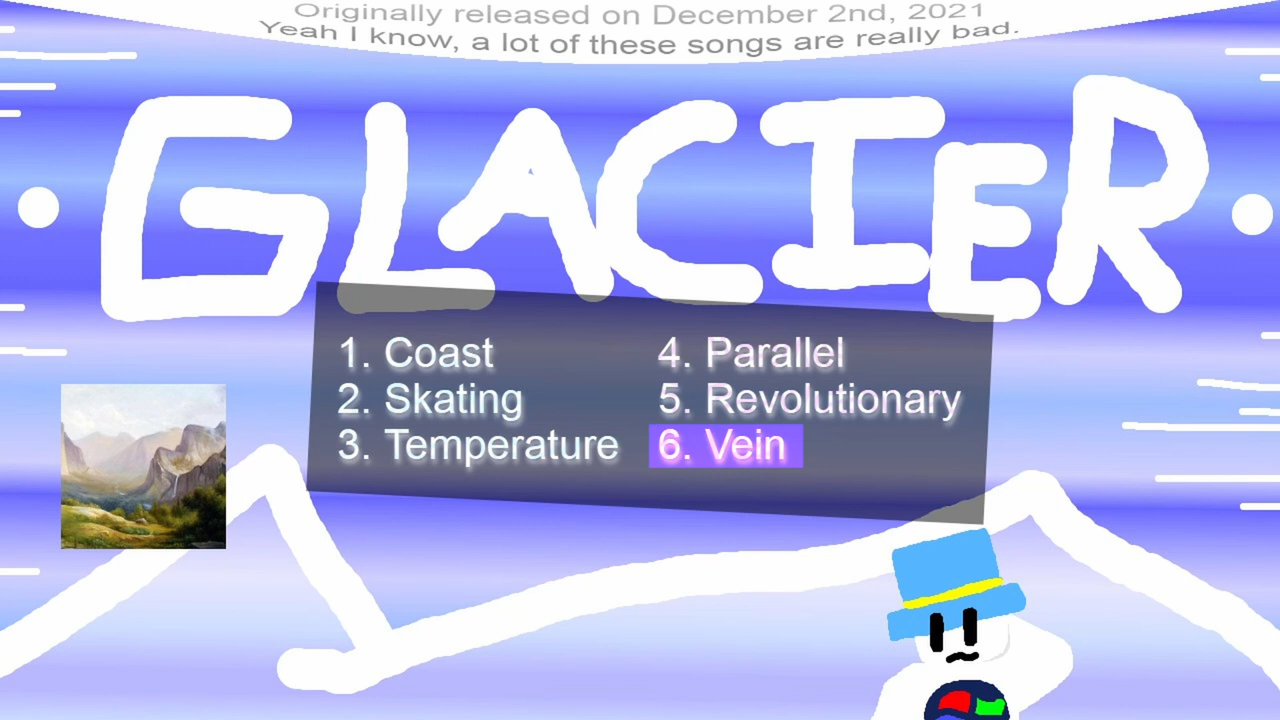 Originally released on December 2nd, 2021
Yeah I know, a lot of these songs are really bad.
GLACIER
1. Coast
2. Skating
3. Temperature
4. Parallel
5. Revolutionary
6. Vein